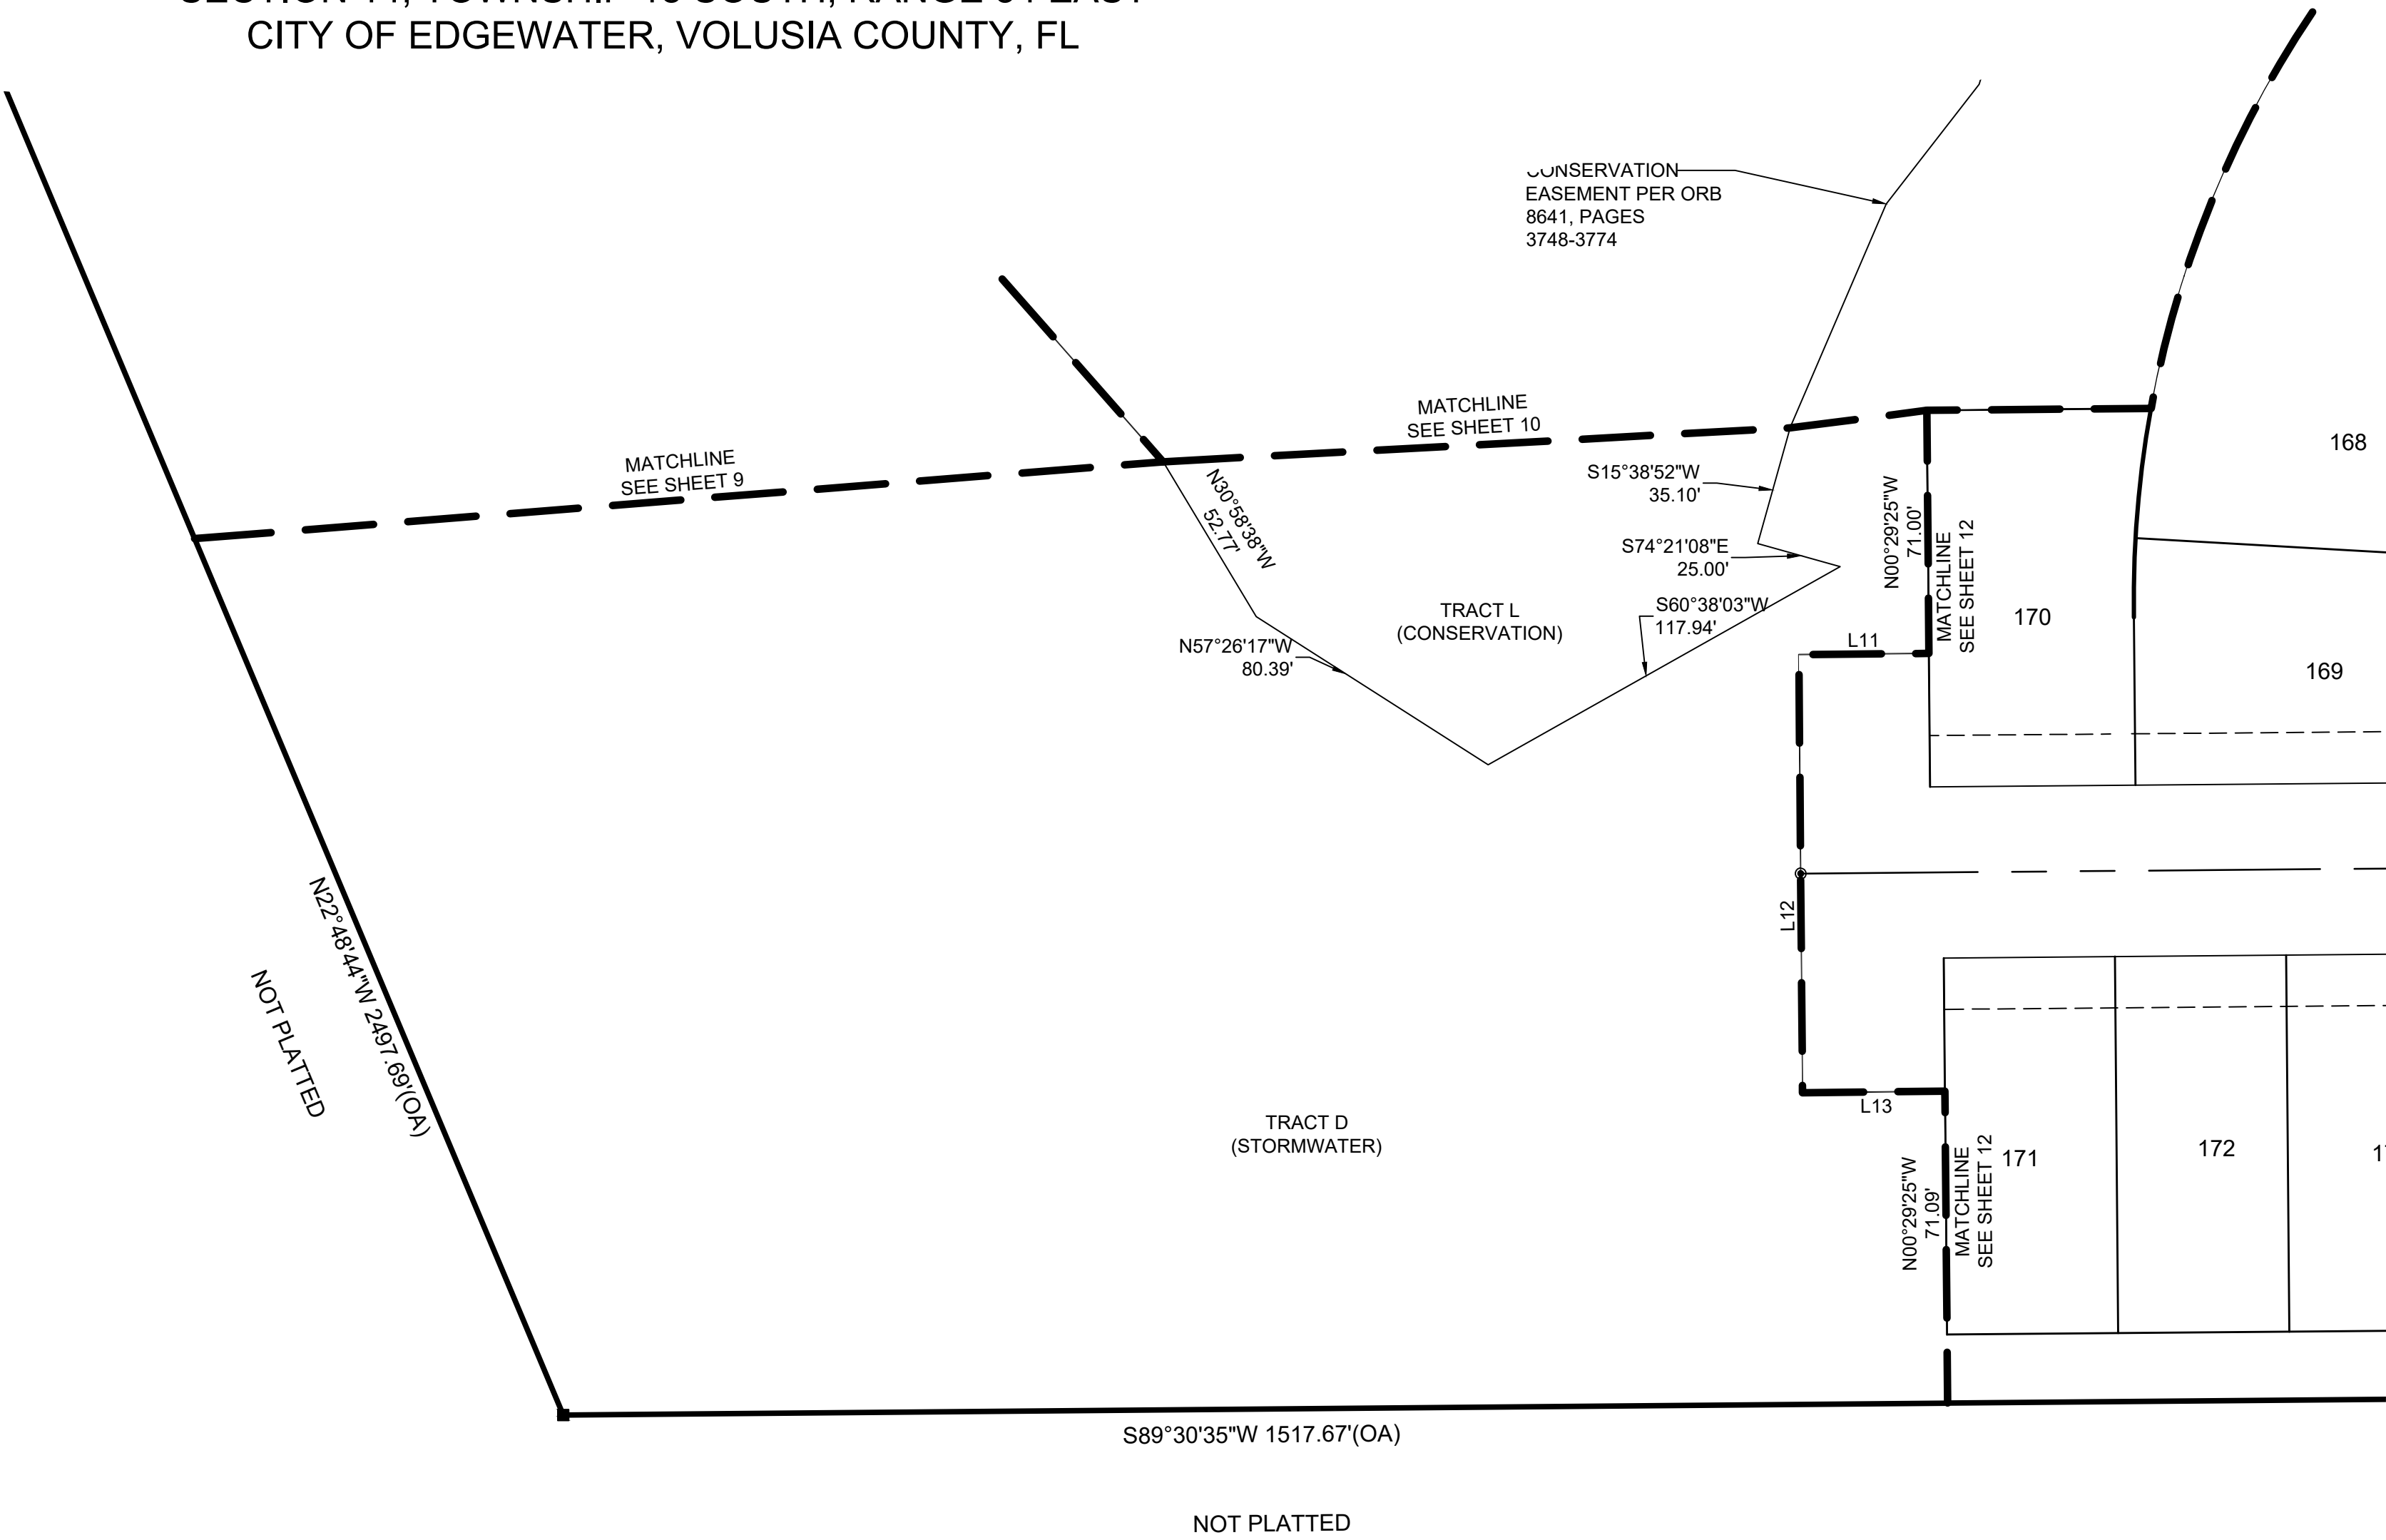 CITY OF EDGEWATER, VOLUSIA COUNTY, FL
EASEMENT PER ORB
8641, PAGES
3748-3774
MATCHLINE
SEE SHEET 10
168
MATCHLINE
SEE SHEET 9
S15°38'52"W
35.10'
N30°58'38"W
52.77'
N00°29'25"W
71.00'
MATCHLINE
SEE SHEET 12
S74°21'08"E
25.00'
TRACT L
(CONSERVATION)
S60°38'03"W
117.94'
170
N57°26'17"W
80.39'
L11
169
L12
N22°48'44"W 2497.69'(OA)
NOT PLATTED
L13
TRACT D
(STORMWATER)
N00°29'25"W
71.09'
MATCHLINE
SEE SHEET 12
171
172
S89°30'35"W 1517.67'(OA)
NOT PLATTED